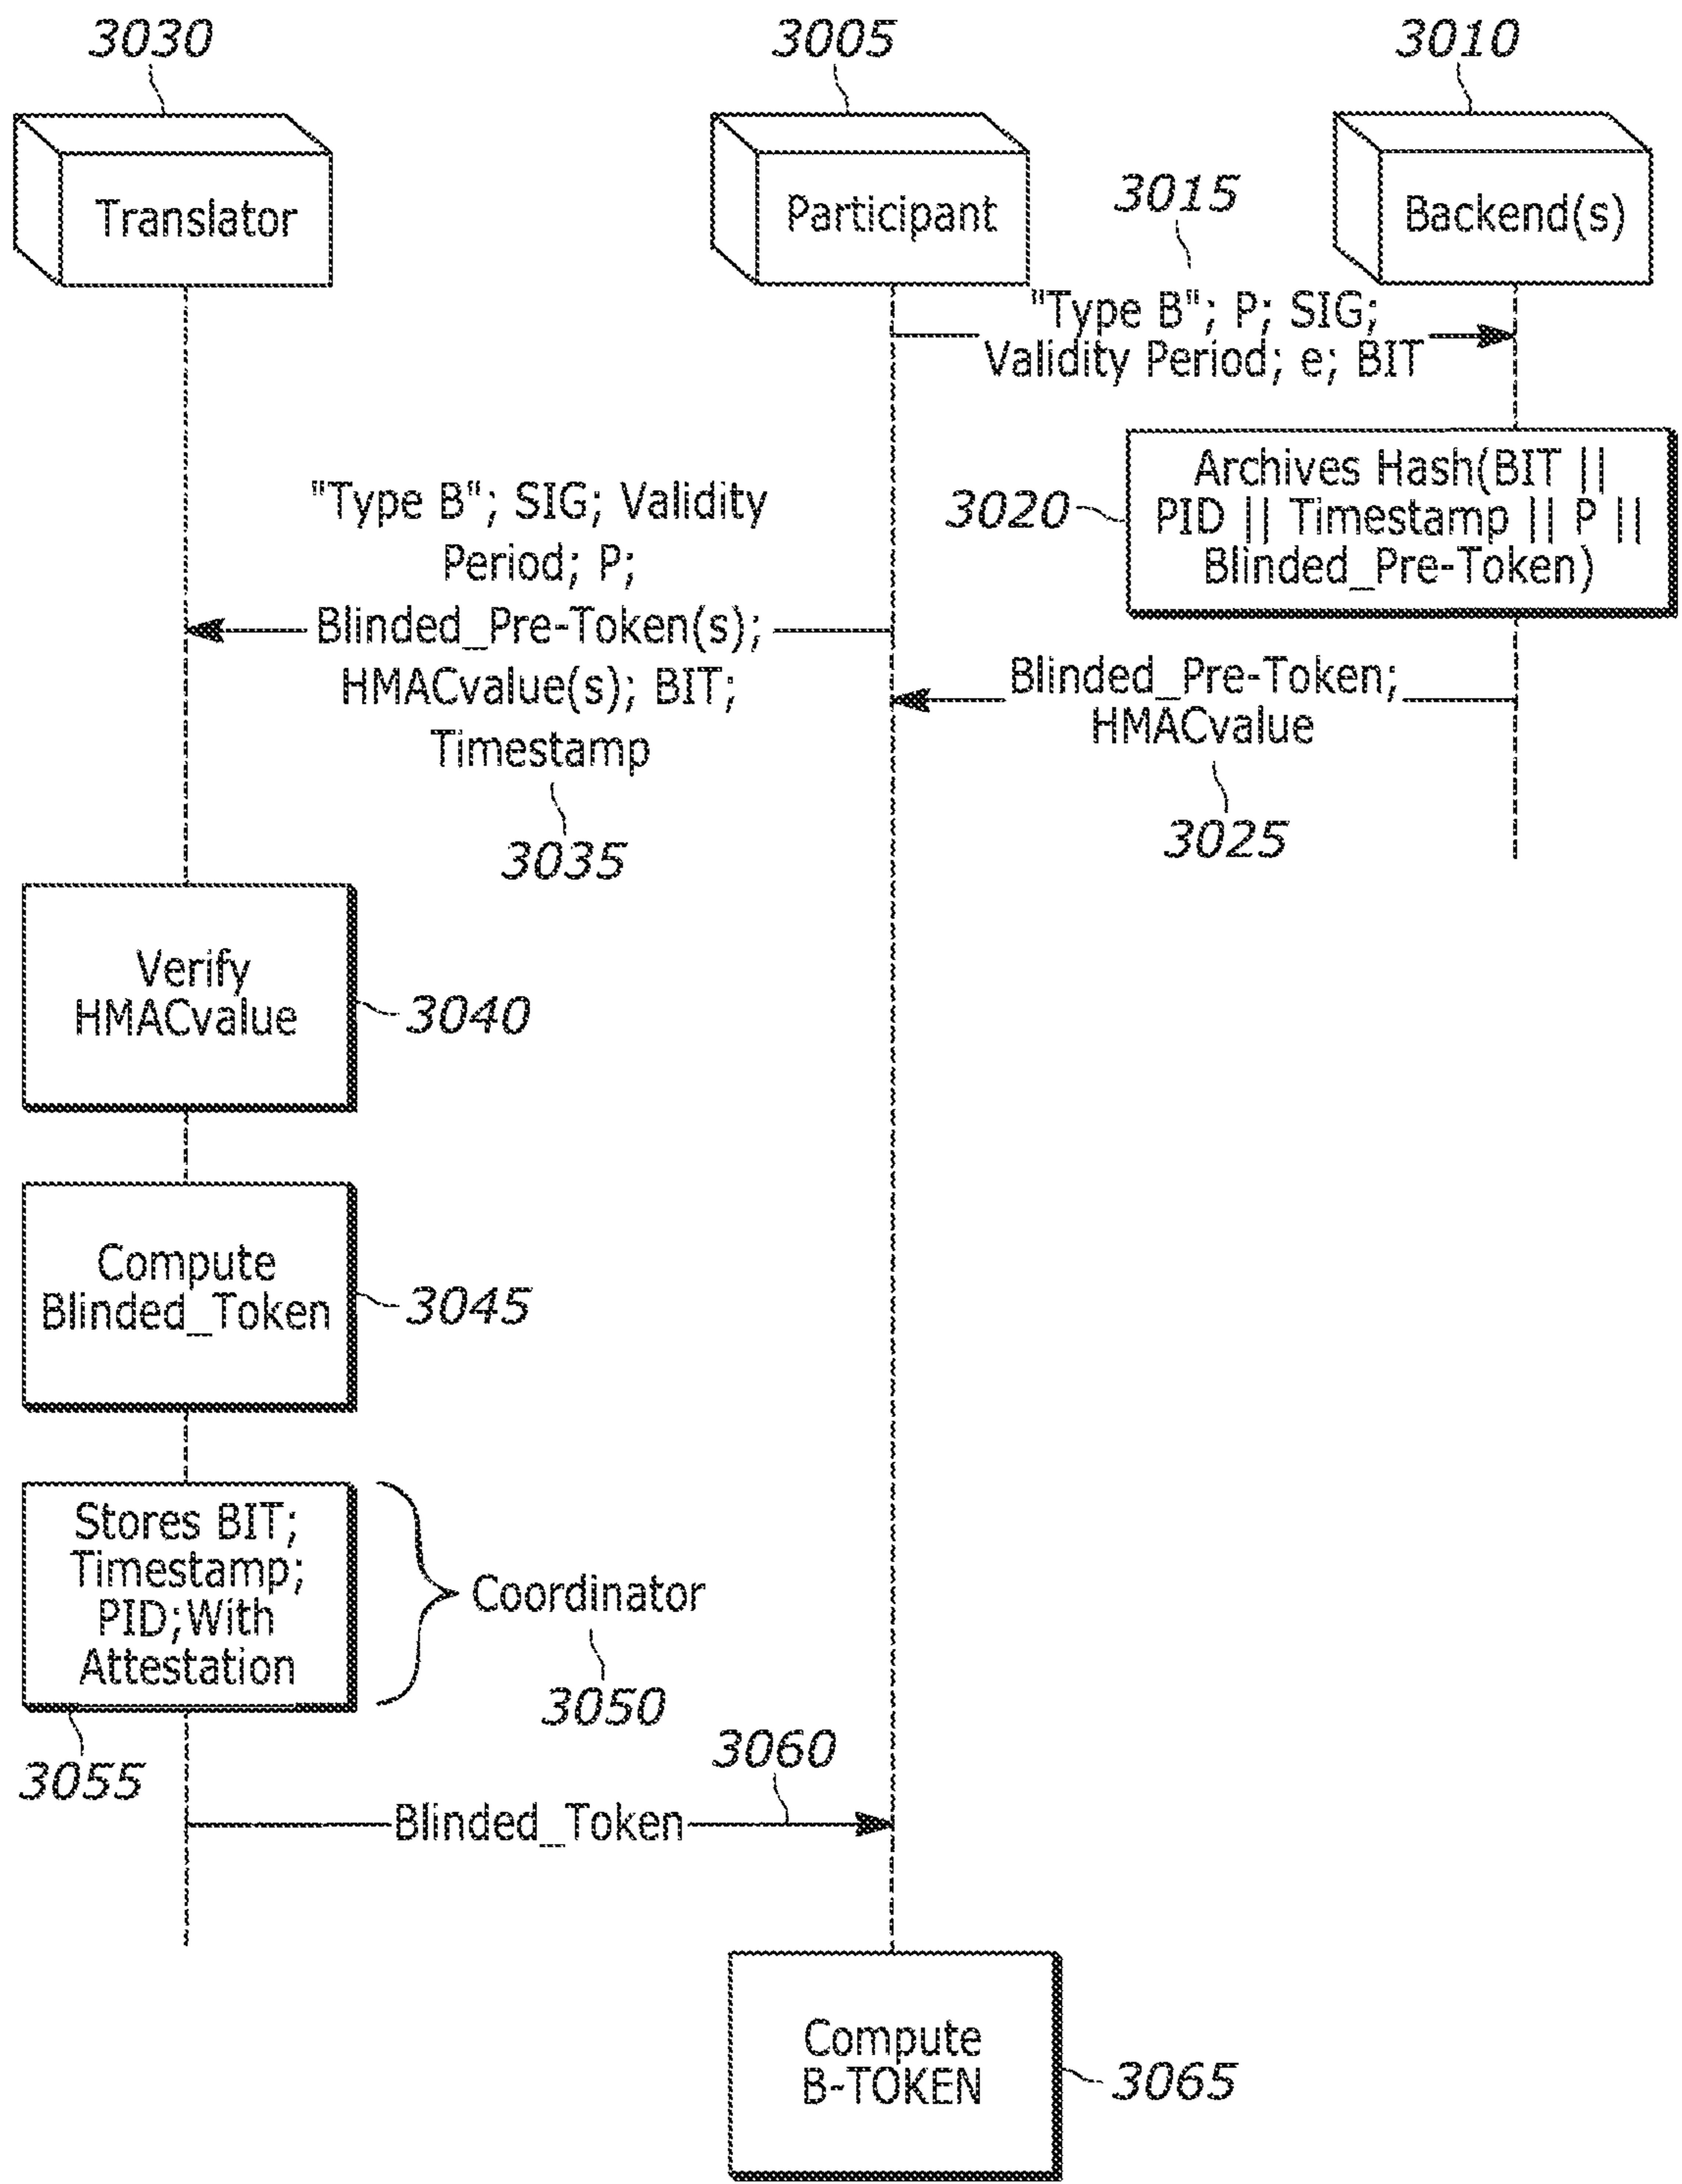 3030
3005
3010
Translator
Participant
Backend(s)
3015
"Type B"; P; SIG;
Validity Period; e; BIT
Archives Hash(BIT ||
PID || Timestamp || P ||
Blinded_Pre-Token)
3020
"Type B"; SIG; Validity
Period; P;
Blinded_Pre-Token(s);
HMACvalue(s); BIT;
Timestamp
3035
Blinded_Pre-Token;
HMACvalue
3025
Verify
HMACvalue
3040
Compute
Blinded_Token
3045
Stores BIT;
Timestamp;
PID;With
Attestation
Coordinator
3050
3055
3060
Blinded_Token
Compute
B-TOKEN
3065